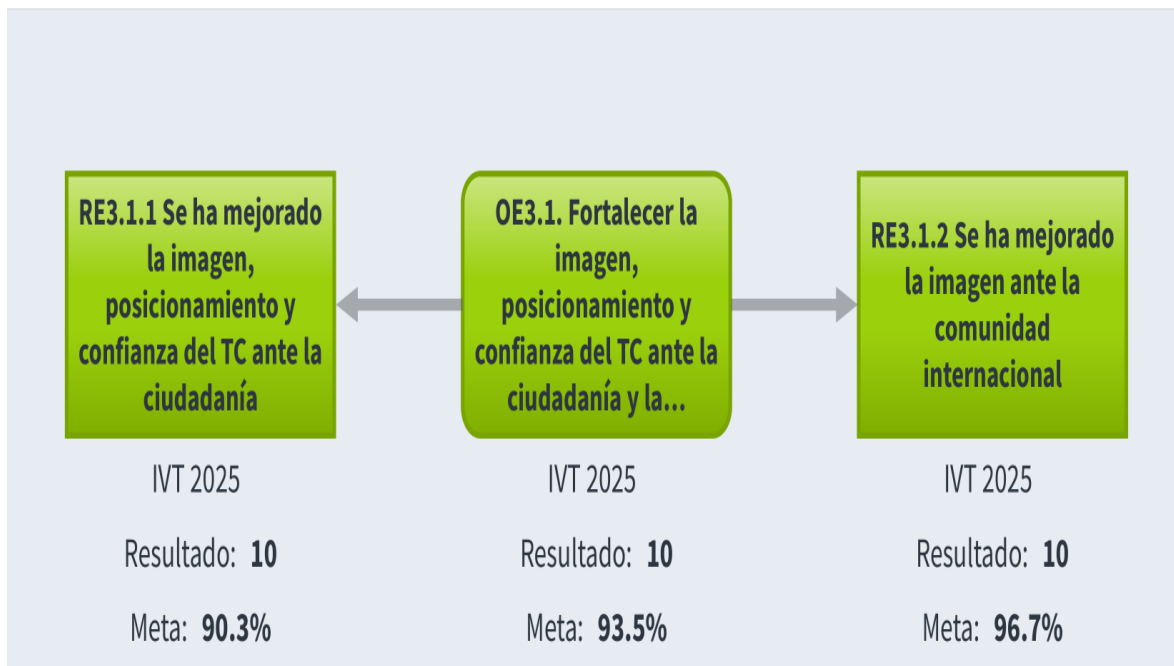 RE3.1.1 Se ha mejorado
la imagen,
posicionamiento y
confianza del TC ante la
ciudadanía
IVT 2025
Resultado: 10
Meta: 90.3%
OE3.1. Fortalecer la
imagen,
posicionamiento y
confianza del TC ante la
ciudadanía y la...
IVT 2025
Resultado: 10
Meta: 93.5%
RE3.1.2 Se ha mejorado
la imagen ante la
comunidad
internacional
IVT 2025
Resultado: 10
Meta: 96.7%